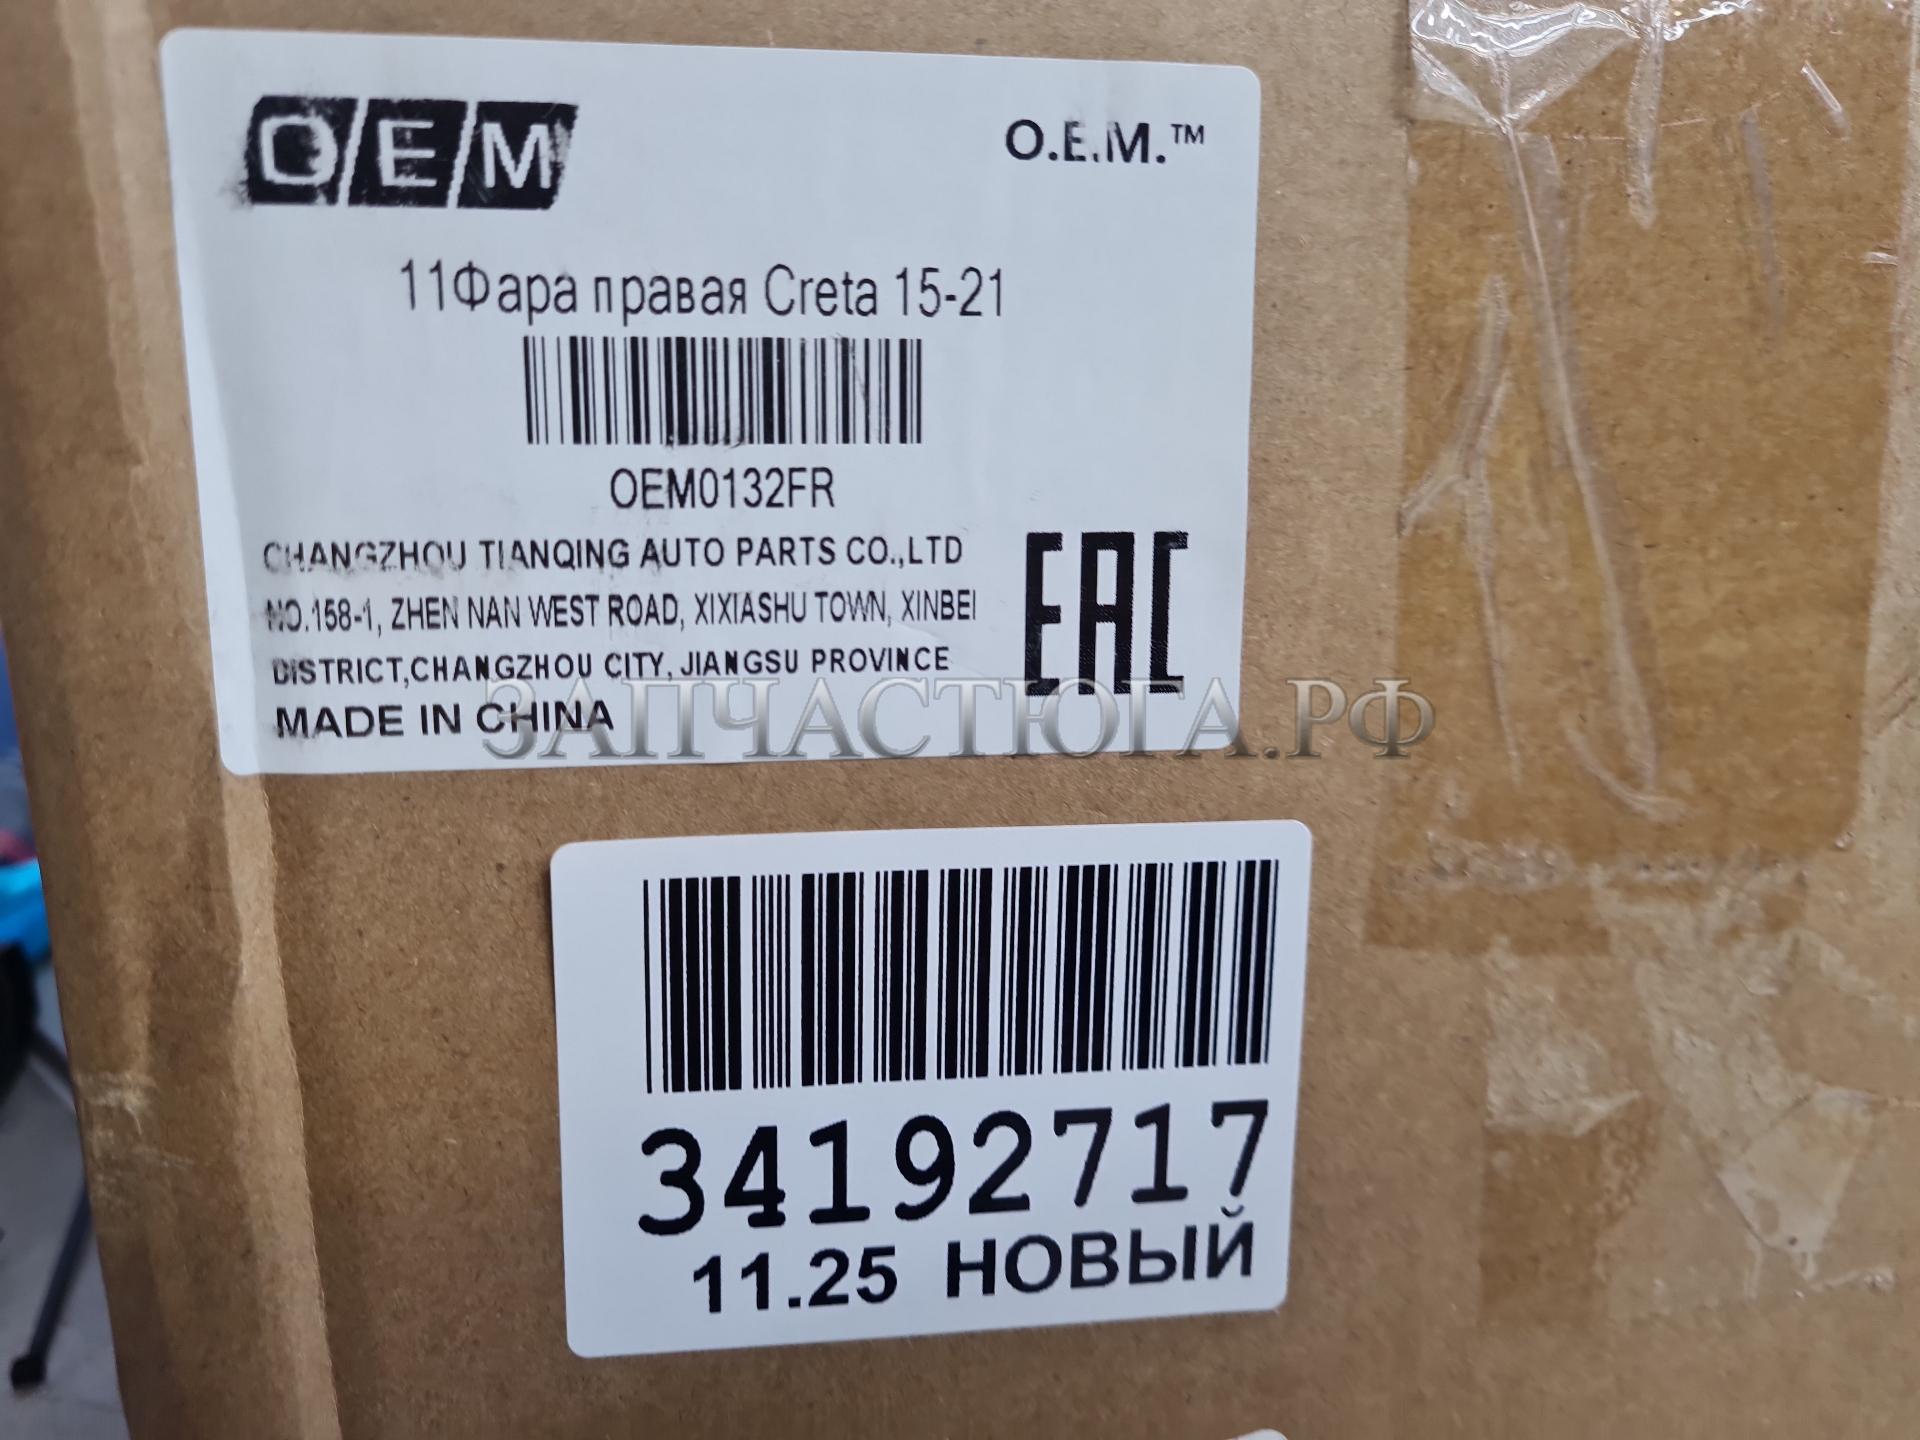 OEM
O.E.M.™
11Фара правая Creta 15-21
OEM0132FR
CHANGZHOU TIANQING AUTO PARTS CO.,LTD
NO.158-1, ZHEN NAN WEST ROAD, XIXIASHU TOWN, XINBEI
DISTRICT,CHANGZHOU CITY, JIANGSU PROVINCE
MADE IN CHINA
EAC
ЗАПЧАСТЮГА.РФ
34192717
11.25 НОВЫЙ